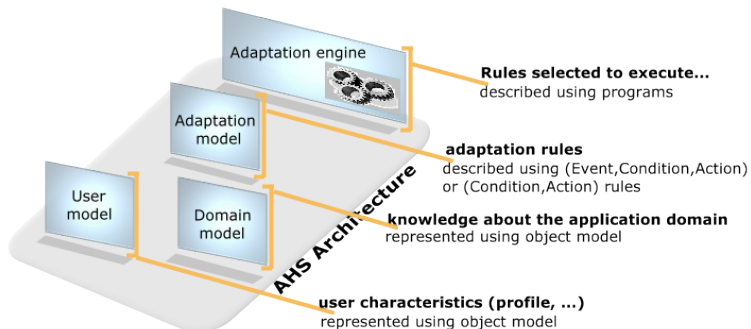 Adaptation engine
Rules selected to execute...
described using programs
Adaptation
model
adaptation rules
described using (Event,Condition,Action)
or (Condition,Action) rules
User
model
Domain
model
knowledge about the application domain
represented using object model
AHS Architecture
user characteristics (profile, ...)
represented using object model